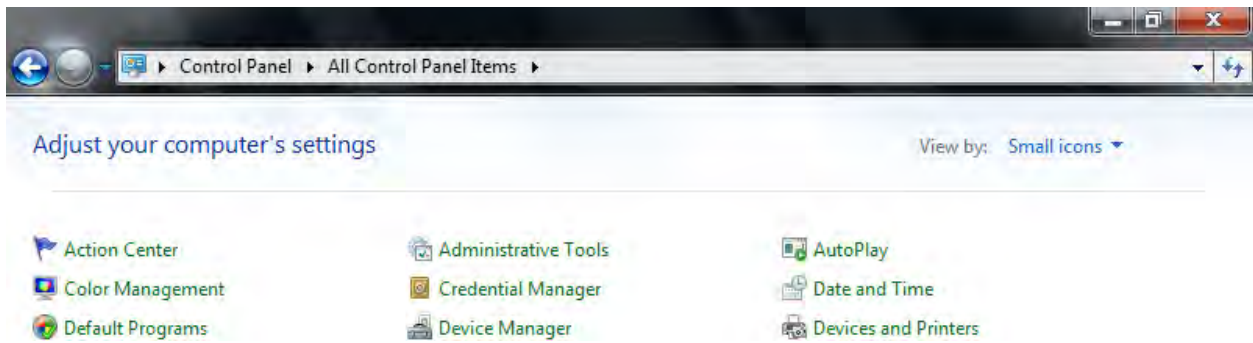 Control Panel All Control Panel Items
Adjust your computer's settings
View by: Small icons
Action Center Administrative Tools AutoPlay
Color Management Credential Manager Date and Time
Default Programs Device Manager Devices and Printers